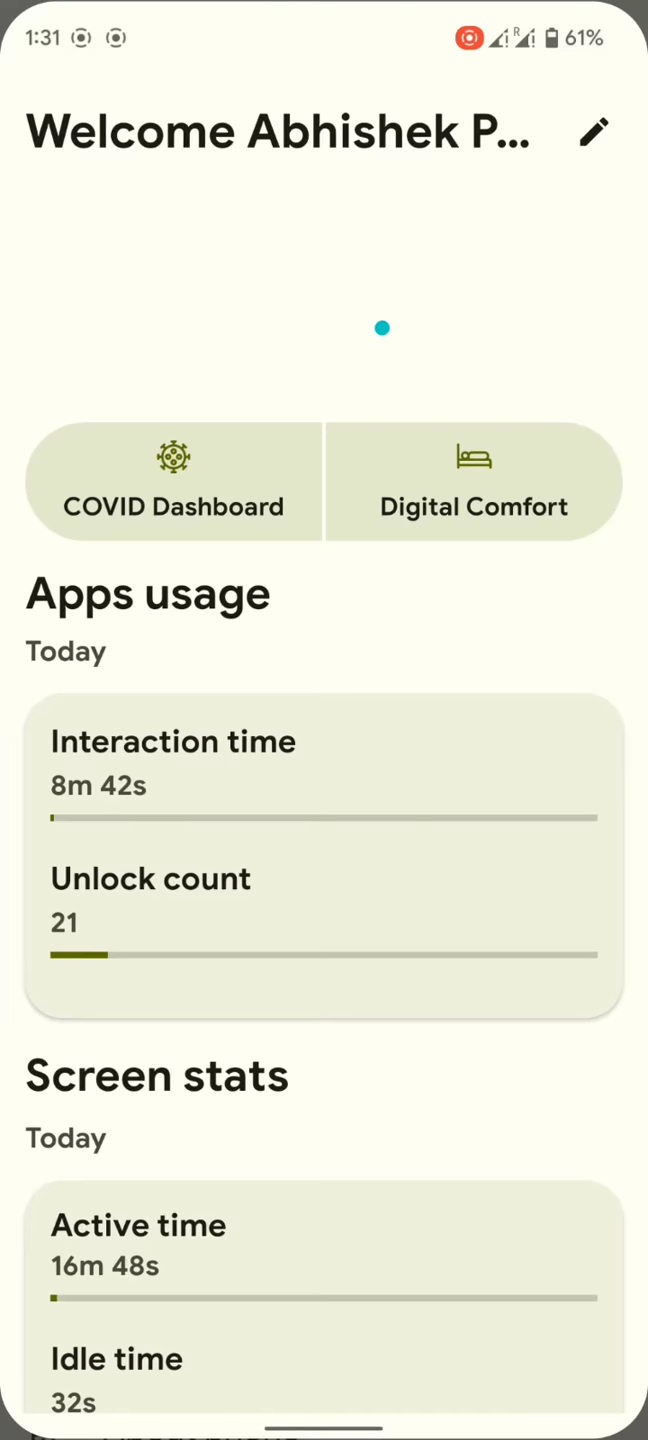 1:31 R 61%
Welcome Abhishek P...
COVID Dashboard Digital Comfort
Apps usage
Today
Interaction time
8m 42s
Unlock count
21
Screen stats
Today
Active time
16m 48s
Idle time
32s